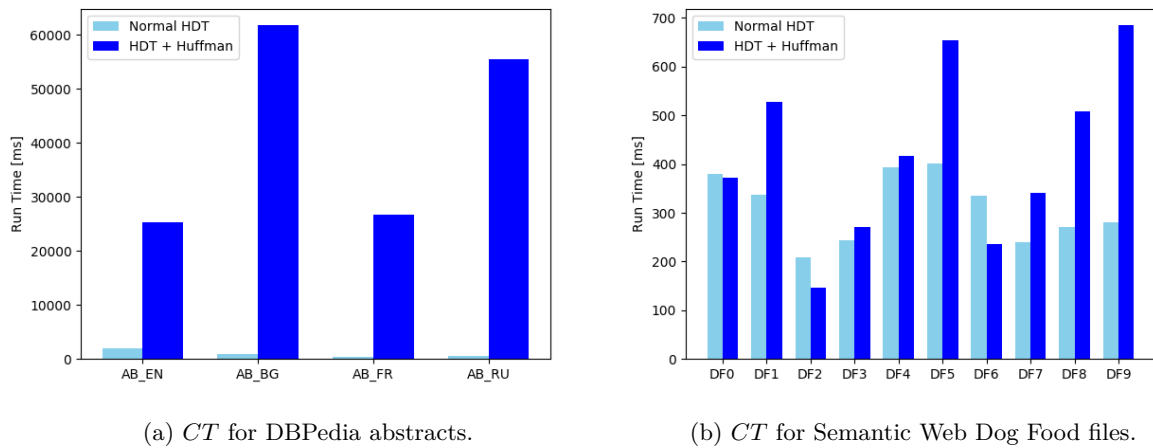 Normal HDT
HDT + Huffman
Run Time [ms]
60000
50000
40000
30000
20000
10000
0
AB_EN AB_BG AB_FR AB_RU
(a) CT for DBPedia abstracts.
Normal HDT
HDT + Huffman
Run Time [ms]
700
600
500
400
300
200
100
0
DF0 DF1 DF2 DF3 DF4 DF5 DF6 DF7 DF8 DF9
(b) CT for Semantic Web Dog Food files.